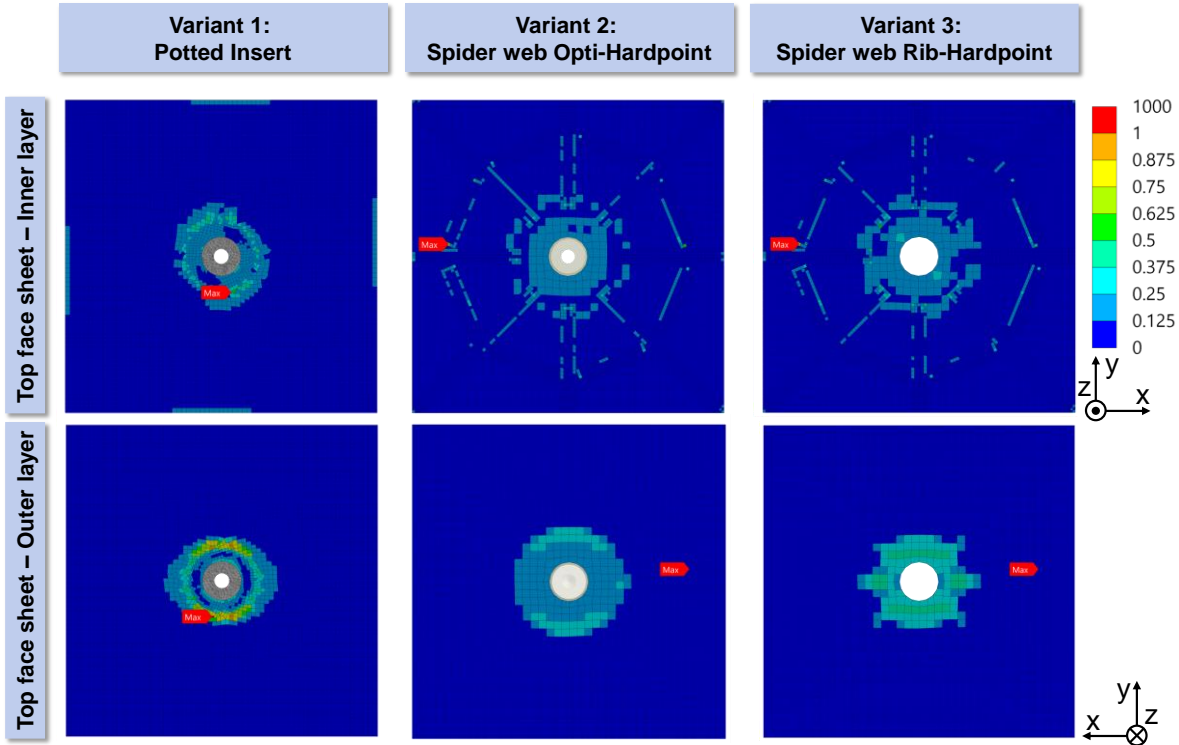 Variant 1:
Potted Insert
Variant 2:
Spider web Opti-Hardpoint
Variant 3:
Spider web Rib-Hardpoint
Top face sheet – Inner layer
Max
Max
Max
1000
1
0.875
0.75
0.625
0.5
0.375
0.25
0.125
0
y
z
x
Top face sheet – Outer layer
Max
Max
Max
y
x
z